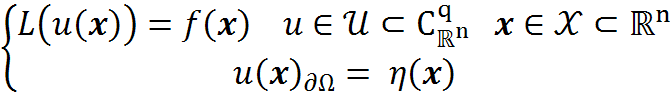 L(u(𝒙)) = f(𝒙) u ∈ 𝒰 ⊂ C^q_{ℝ^n} 𝒙 ∈ 𝒳 ⊂ ℝ^n
u(𝒙)_{∂Ω} = η(𝒙)